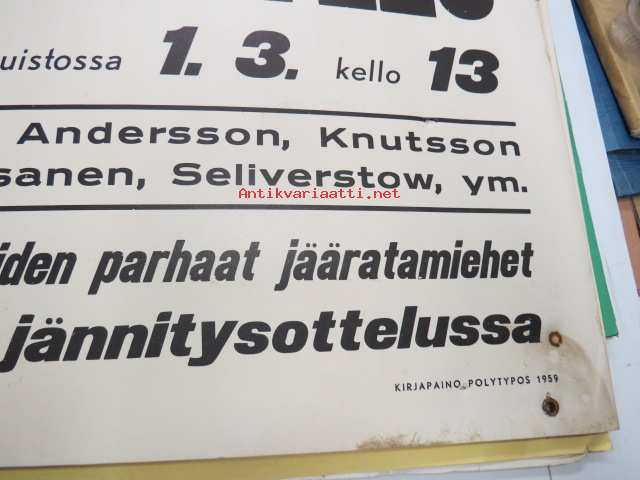 uistossa 1. 3. kello 13
Andersson, Knutsson
sanen, Seliverstow, ym.
Antikvariaatti.net
iden parhaat jääratamiehet
jännitysottelussa
KIRJAPAINO POLYTYPOS 1959